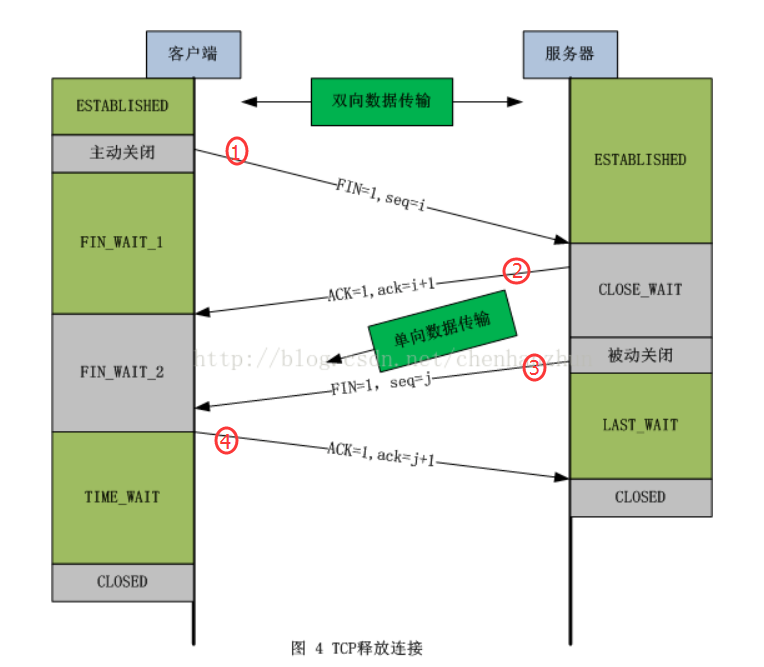 客户端
服务器
ESTABLISHED
双向数据传输
主动关闭
①
ESTABLISHED
FIN=1,seq=i
FIN_WAIT_1
②
ACK=1,ack=i+1
CLOSE_WAIT
单向数据传输
http://blog.csdn.net/chenhanzhun
FIN_WAIT_2
③
被动关闭
FIN=1, seq=j
LAST_WAIT
④
ACK=1,ack=j+1
TIME_WAIT
CLOSED
CLOSED
图 4 TCP释放连接